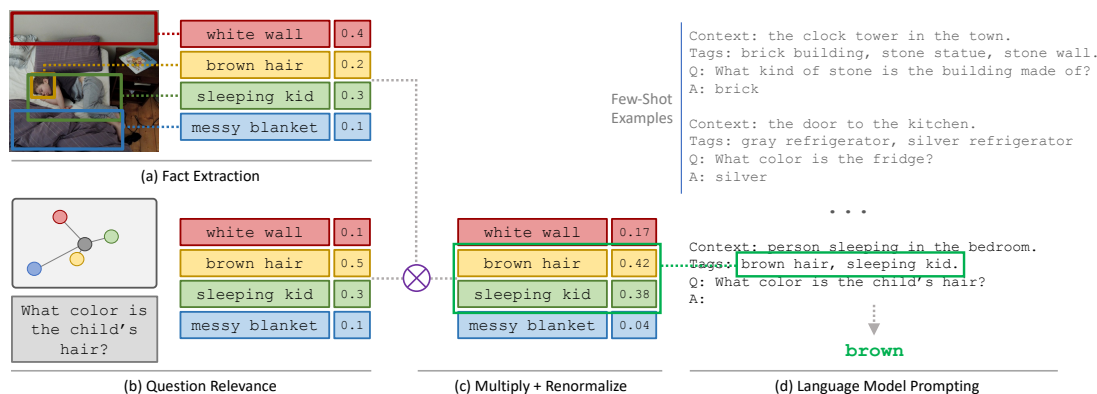 white wall 0.4
brown hair 0.2
sleeping kid 0.3
messy blanket 0.1
(a) Fact Extraction
What color is
the child's
hair?
white wall 0.1
brown hair 0.5
sleeping kid 0.3
messy blanket 0.1
(b) Question Relevance
white wall 0.17
brown hair 0.42
sleeping kid 0.38
messy blanket 0.04
(c) Multiply + Renormalize
Few-Shot
Examples
Context: the clock tower in the town.
Tags: brick building, stone statue, stone wall.
Q: What kind of stone is the building made of?
A: brick
Context: the door to the kitchen.
Tags: gray refrigerator, silver refrigerator
Q: What color is the fridge?
A: silver
...
Context: person sleeping in the bedroom.
Tags: brown hair, sleeping kid.
Q: What color is the child's hair?
A:
brown
(d) Language Model Prompting